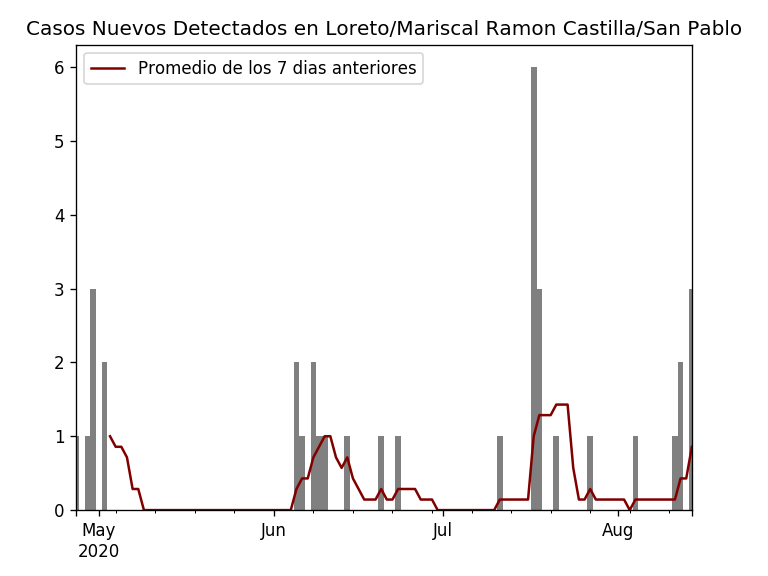 Casos Nuevos Detectados en Loreto/Mariscal Ramon Castilla/San Pablo
Promedio de los 7 dias anteriores
6
5
4
3
2
1
0
May Jun Jul Aug
2020